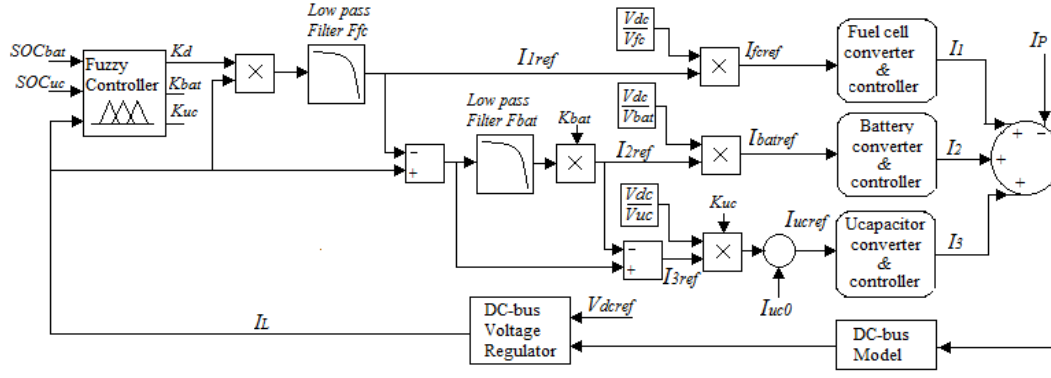 Low pass
Filter Ffc
Vdc
Vfc
Fuel cell
converter
&
controller
I1
IP
SOCbat
SOCuc
Fuzzy
Controller
Kd
Kbat
Kuc
×
I1ref
×
Ifcref
Low pass
Filter Fbat
Kbat
Vdc
Vbat
Battery
converter
&
controller
I2
+
−
+
+
−
+
×
I2ref
×
Ibatref
Vdc
Vuc
Kuc
×
Iucref
Ucapacitor
converter
&
controller
I3
−
+
I3ref
Iuc0
IL
DC-bus
Voltage
Regulator
Vdcref
DC-bus
Model